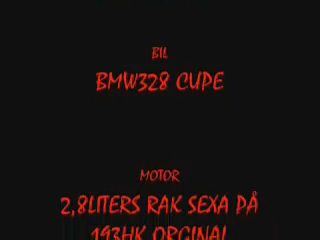 BIL
BMW328 CUPE
MOTOR
2,8LITERS RAK SEXA PÅ
193HK ORGINAL